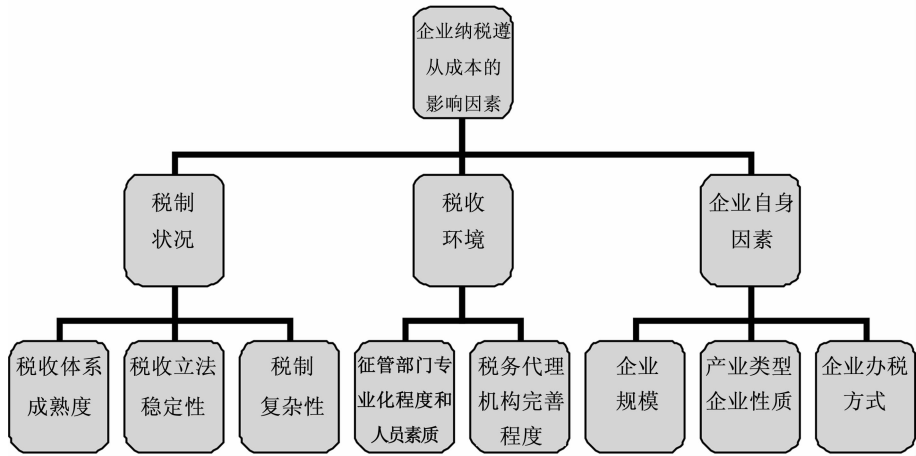 企业纳税遵
从成本的
影响因素
税制
状况
税收
环境
企业自身
因素
税收体系
成熟度
税收立法
稳定性
税制
复杂性
征管部门专
业化程度和
人员素质
税务代理
机构完善
程度
企业
规模
产业类型
企业性质
企业办税
方式